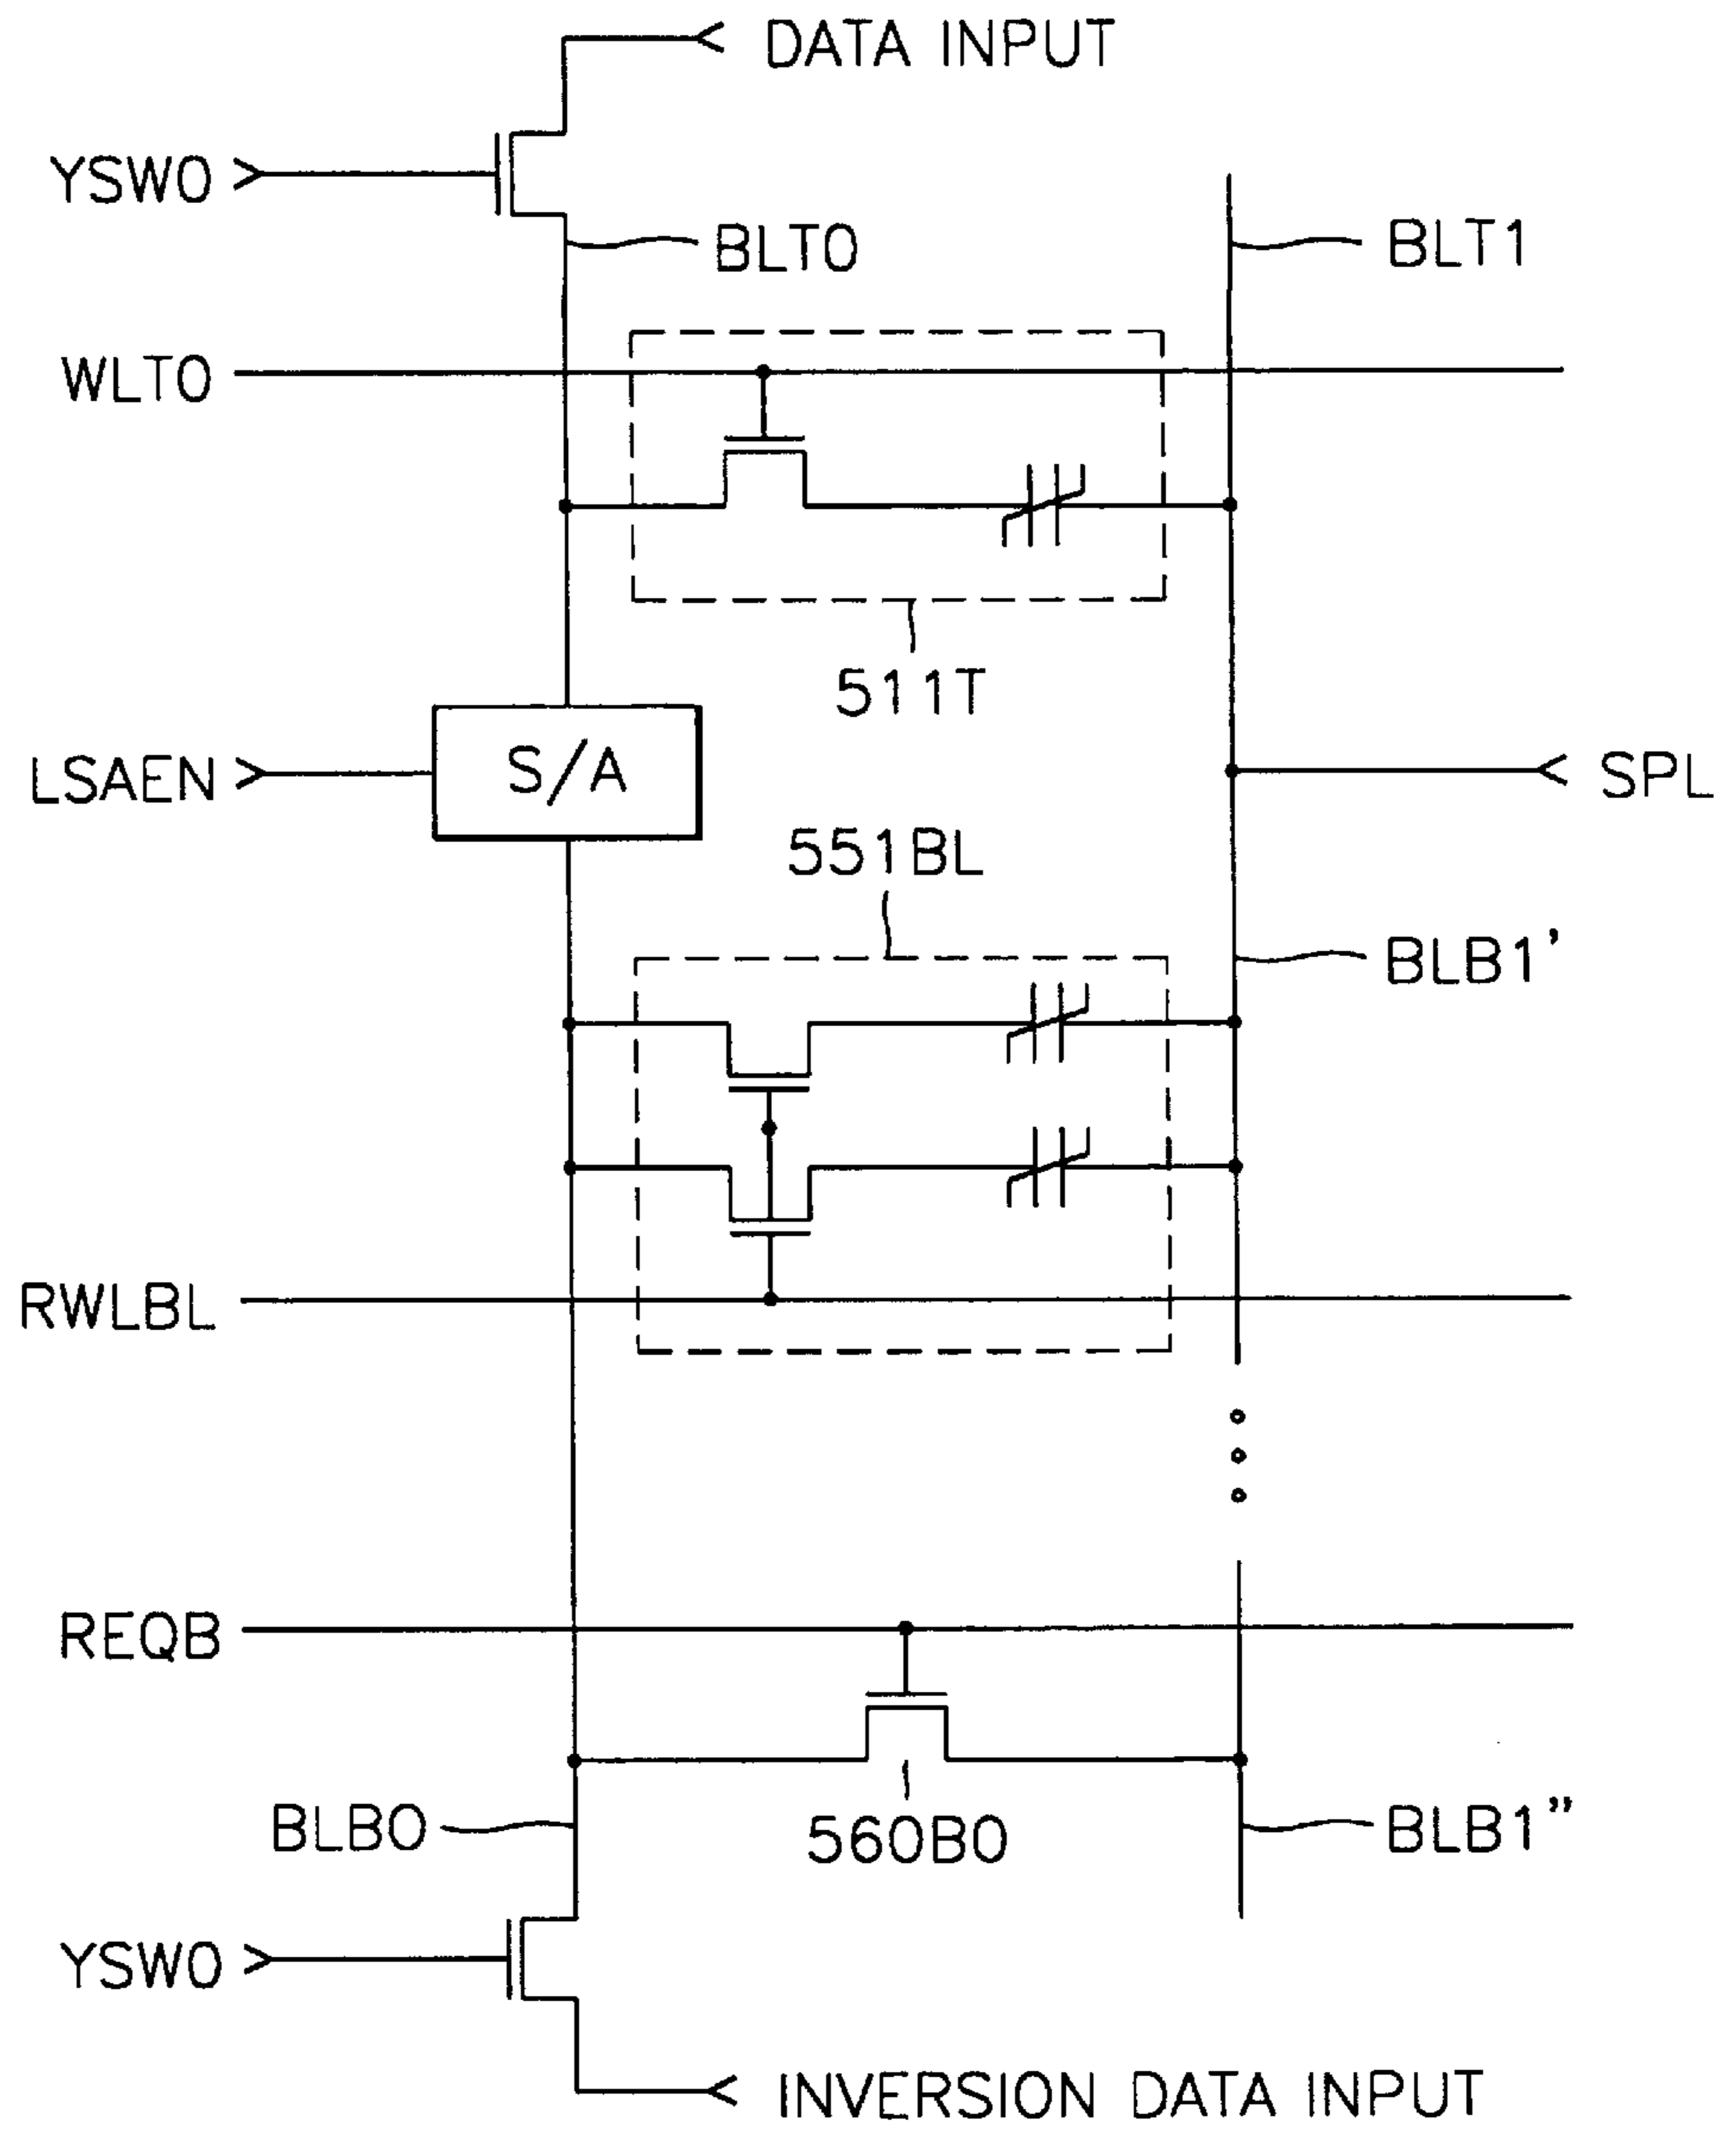 DATA INPUT
YSW0
BLT0
BLT1
WLT0
511T
LSAEN
S/A
SPL
551BL
BLB1'
RWLBL
REQB
BLB0
560B0
BLB1"
YSW0
INVERSION DATA INPUT